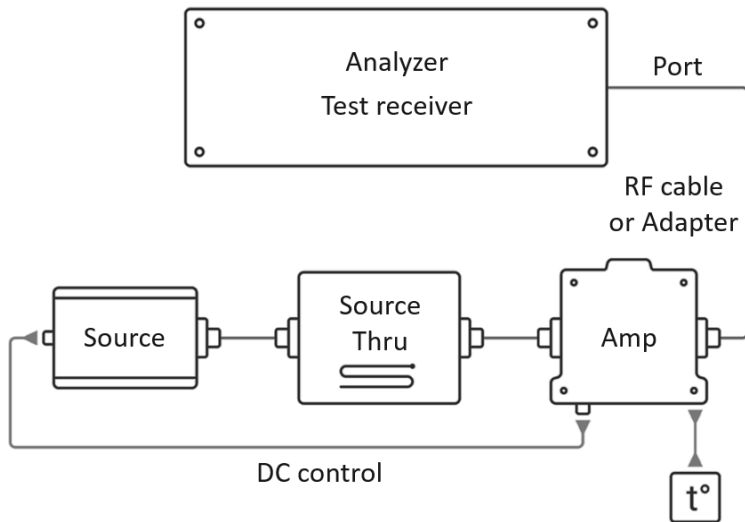 Analyzer
Test receiver
Port
RF cable
or Adapter
Source
Source
Thru
Amp
DC control
t°